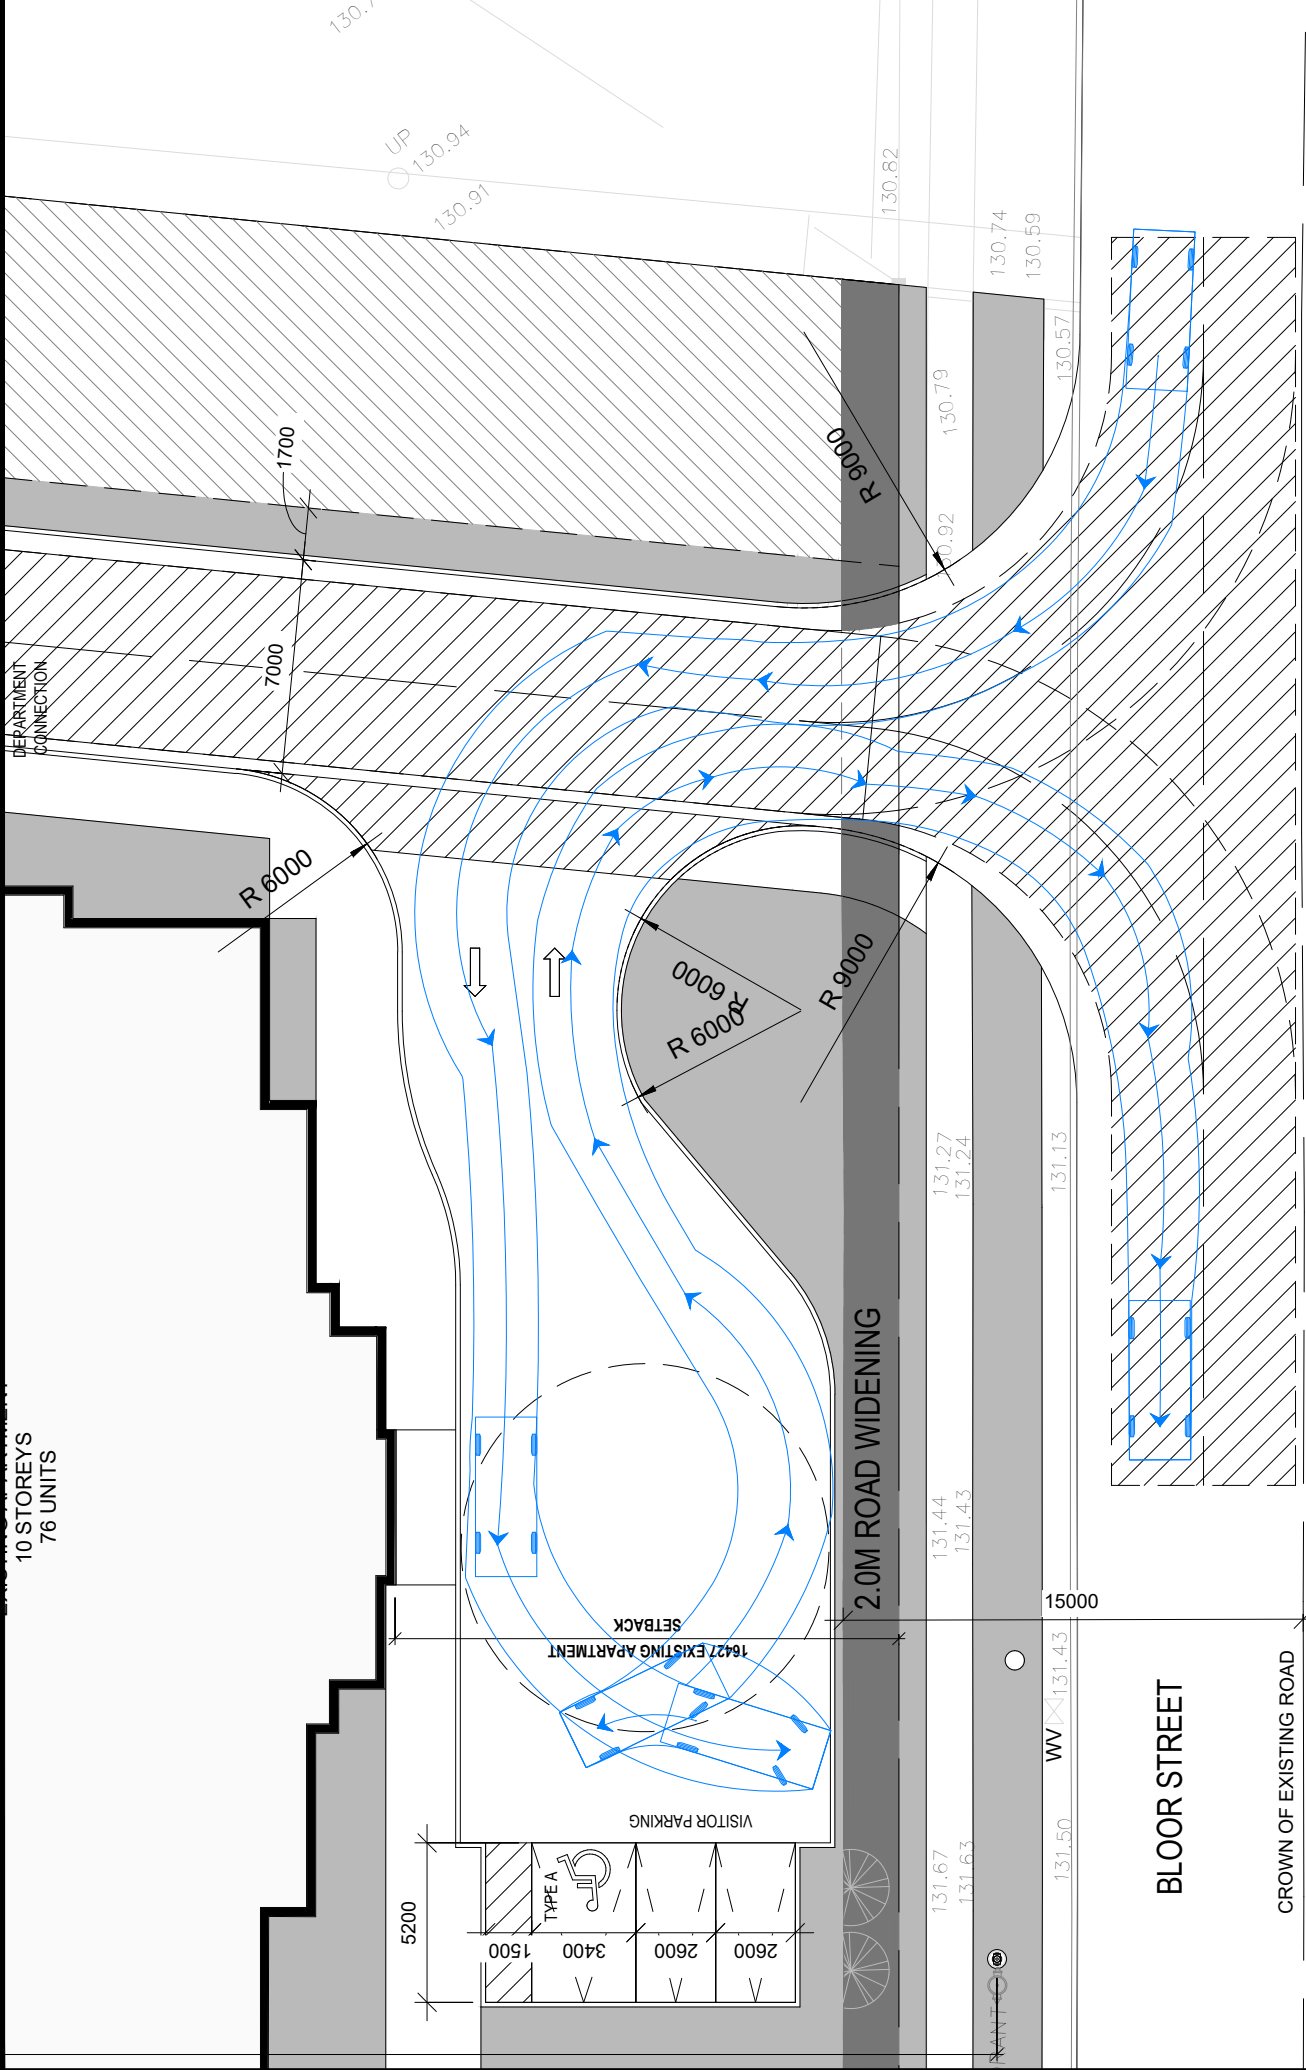 130.7
UP
130.94
130.91
130.82
130.74
130.59
130.57
130.79
1700
R 9000
7000
DEPARTMENT
CONNECTION
R 6000
R 6000
R 6000
R 9000
131.27
131.24
131.13
10 STOREYS
76 UNITS
2.0M ROAD WIDENING
131.44
131.43
15000
16427 EXISTING APARTMENT
SETBACK
131.43
WV
BLOOR STREET
CROWN OF EXISTING ROAD
VISITOR PARKING
5200
TYPE A
1500
3400
2600
2600
131.67
131.63
131.50